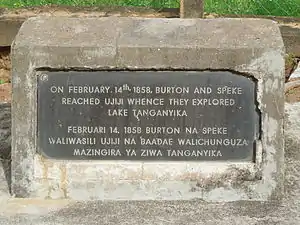 ON FEBRUARY. 14th, 1858, BURTON AND SPEKE
REACHED UJIJI WHENCE THEY EXPLORED
LAKE TANGANYIKA
FEBRUARI 14, 1858 BURTON NA SPEKE
WALIWASILI UJIJI NA BAADAE WALICHUNGUZA
MAZINGIRA YA ZIWA TANGANYIKA